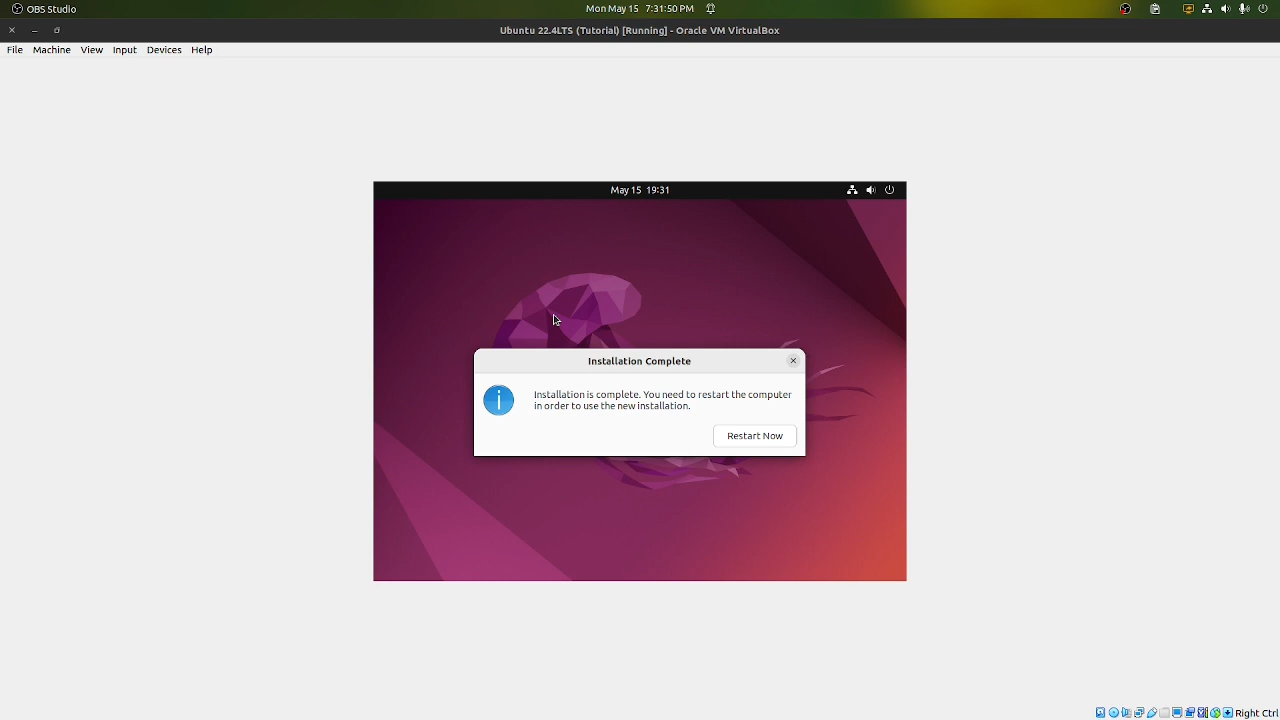 OBS Studio
Mon May 15 7:31:50 PM
Ubuntu 22.4LTS (Tutorial) [Running] - Oracle VM VirtualBox
File Machine View Input Devices Help
May 15 19:31
Installation Complete
Installation is complete. You need to restart the computer
in order to use the new installation.
Restart Now
Right Ctrl